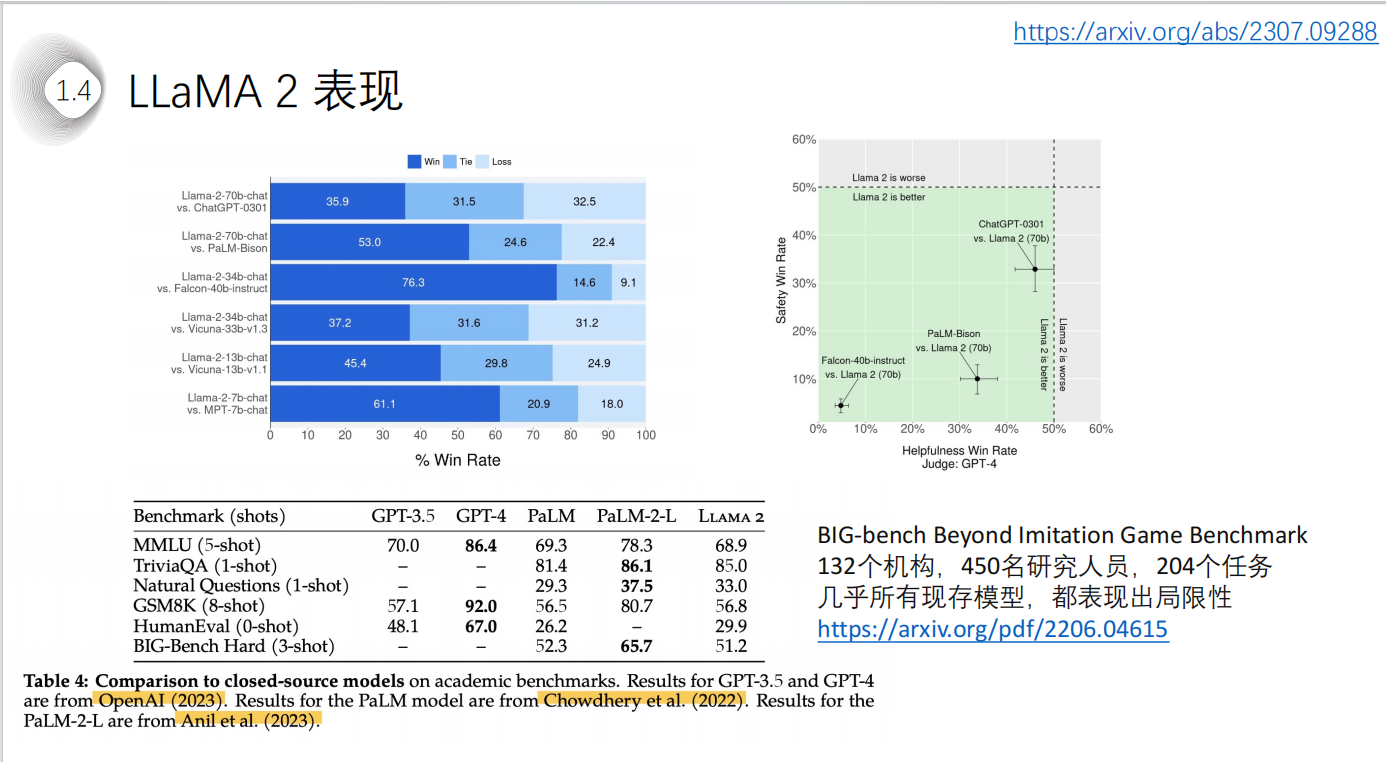 https://arxiv.org/abs/2307.09288
1.4
LLaMA 2 表现
Win Tie Loss
Llama-2-70b-chat
vs. ChatGPT-0301
35.9 31.5 32.5
Llama-2-70b-chat
vs. PaLM-Bison
53.0 24.6 22.4
Llama-2-34b-chat
vs. Falcon-40b-instruct
76.3 14.6 9.1
Llama-2-34b-chat
vs. Vicuna-33b-v1.3
37.2 31.6 31.2
Llama-2-13b-chat
vs. Vicuna-13b-v1.1
45.4 29.8 24.9
Llama-2-7b-chat
vs. MPT-7b-chat
61.1 20.9 18.0
0 10 20 30 40 50 60 70 80 90 100
% Win Rate
60%
50%
40%
30%
20%
10%
Safety Win Rate
Llama 2 is worse
Llama 2 is better
ChatGPT-0301
vs. Llama 2 (70b)
PaLM-Bison
vs. Llama 2 (70b)
Falcon-40b-instruct
vs. Llama 2 (70b)
Llama 2 is better
Llama 2 is worse
0% 10% 20% 30% 40% 50% 60%
Helpfulness Win Rate
Judge: GPT-4
Benchmark (shots) GPT-3.5 GPT-4 PaLM PaLM-2-L LLAMA 2
MMLU (5-shot) 70.0 86.4 69.3 78.3 68.9
TriviaQA (1-shot) – – 81.4 86.1 85.0
Natural Questions (1-shot) – – 29.3 37.5 33.0
GSM8K (8-shot) 57.1 92.0 56.5 80.7 56.8
HumanEval (0-shot) 48.1 67.0 26.2 – 29.9
BIG-Bench Hard (3-shot) – – 52.3 65.7 51.2
Table 4: Comparison to closed-source models on academic benchmarks. Results for GPT-3.5 and GPT-4
are from OpenAI (2023). Results for the PaLM model are from Chowdhery et al. (2022). Results for the
PaLM-2-L are from Anil et al. (2023).
BIG-bench Beyond Imitation Game Benchmark
132个机构，450名研究人员，204个任务
几乎所有现存模型，都表现出局限性
https://arxiv.org/pdf/2206.04615